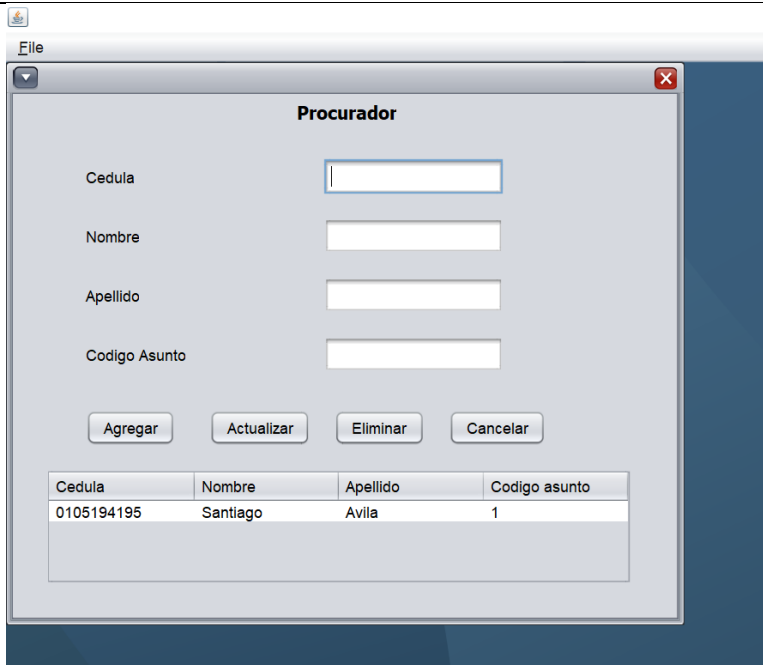 File
Procurador
Cedula
Nombre
Apellido
Codigo Asunto
Agregar Actualizar Eliminar Cancelar
Cedula Nombre Apellido Codigo asunto
0105194195 Santiago Avila 1